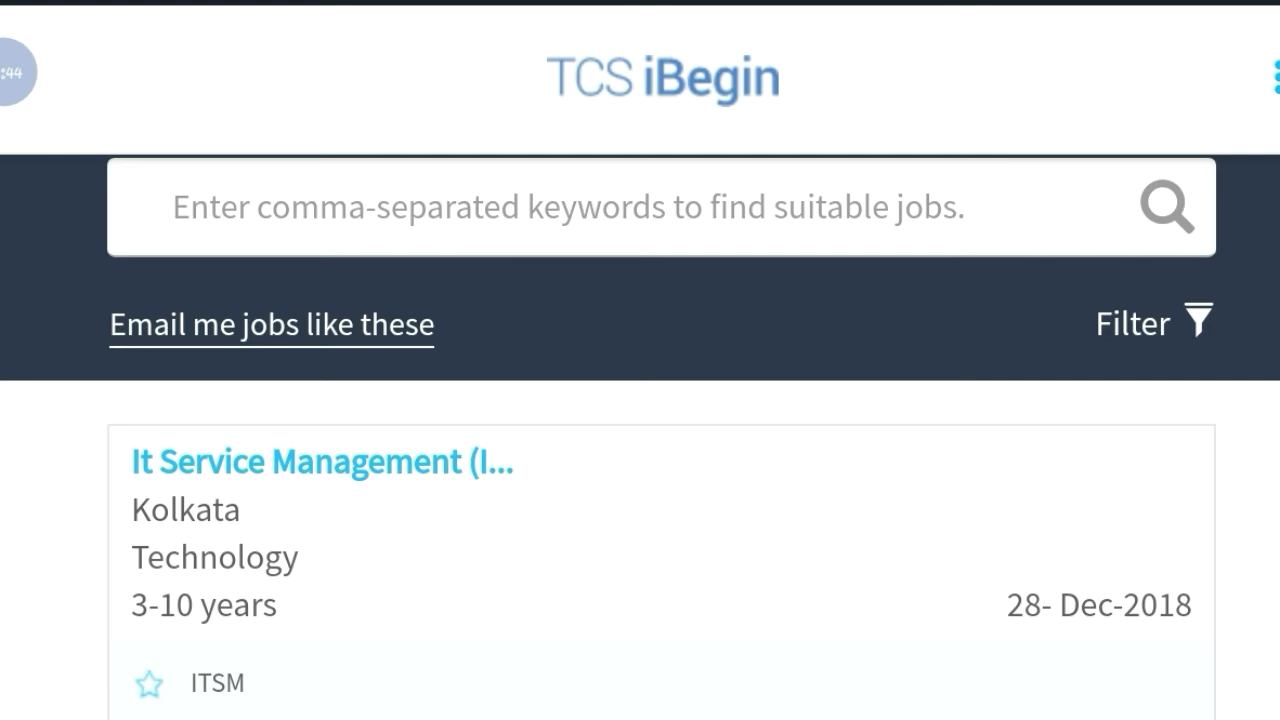 :44
TCS iBegin
Enter comma-separated keywords to find suitable jobs.
Email me jobs like these
Filter
It Service Management (I...
Kolkata
Technology
3-10 years
28- Dec-2018
ITSM